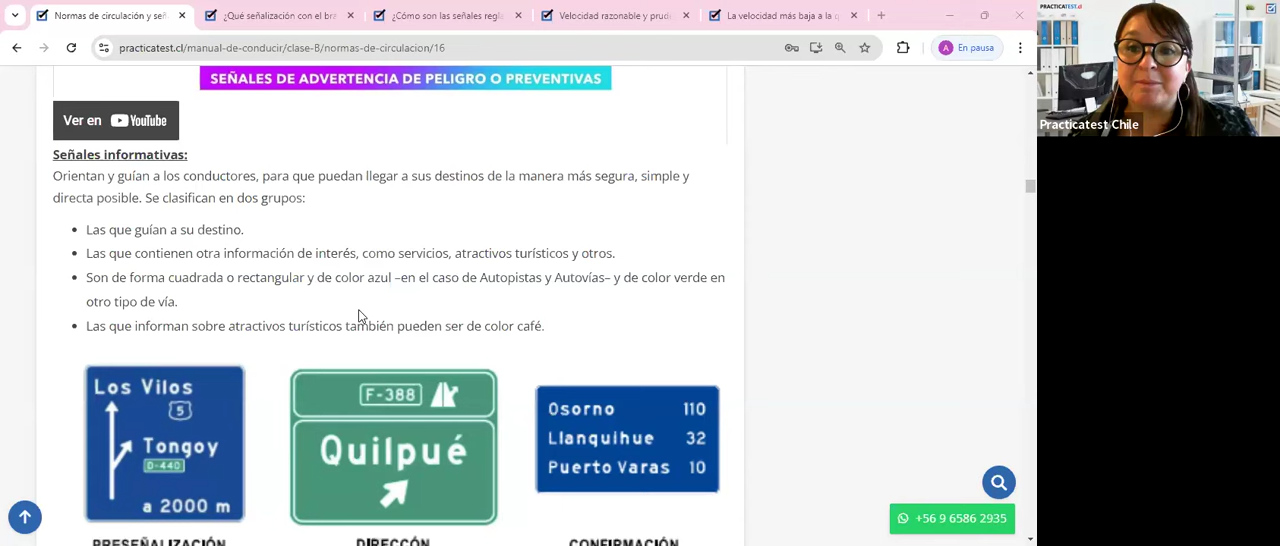 Normas de circulación y señ
¿Qué señalización con el bra
¿Cómo son las señales regla
Velocidad razonable y prud
La velocidad más baja a la q
practicatest.cl/manual-de-conducir/clase-B/normas-de-circulacion/16
A En pausa
PRACTICATEST.cl
Practicatest Chile
SEÑALES DE ADVERTENCIA DE PELIGRO O PREVENTIVAS
Ver en YouTube
Señales informativas:
Orientan y guían a los conductores, para que puedan llegar a sus destinos de la manera más segura, simple y
directa posible. Se clasifican en dos grupos:
Las que guían a su destino.
Las que contienen otra información de interés, como servicios, atractivos turísticos y otros.
Son de forma cuadrada o rectangular y de color azul –en el caso de Autopistas y Autovías– y de color verde en
otro tipo de vía.
Las que informan sobre atractivos turísticos también pueden ser de color café.
Los Vilos
5
Tongoy
D-440
a 2000 m
F-388
Quilpué
Osorno 110
Llanquihue 32
Puerto Varas 10
PRESEÑALIZACIÓN
DIRECCÓN
CONFIRMACIÓN
+56 9 6586 2935